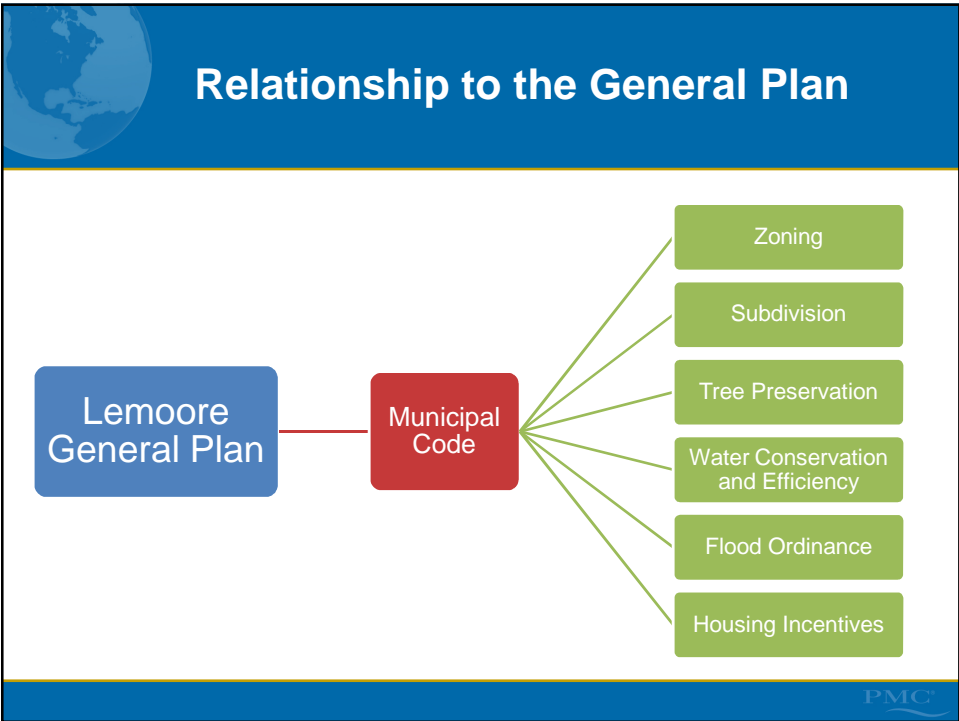 Relationship to the General Plan
Lemoore
General Plan
Municipal
Code
Zoning
Subdivision
Tree Preservation
Water Conservation
and Efficiency
Flood Ordinance
Housing Incentives
PMC